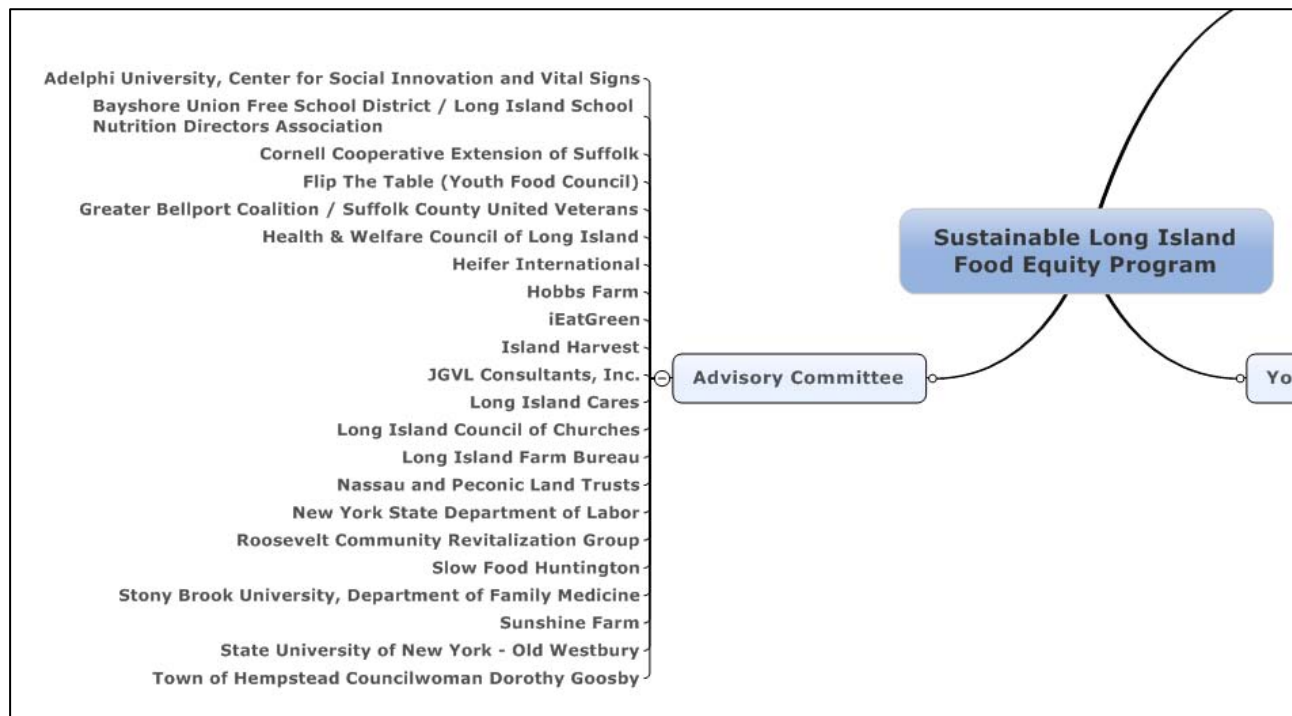 Adelphi University, Center for Social Innovation and Vital Signs
Bayshore Union Free School District / Long Island School
Nutrition Directors Association
Cornell Cooperative Extension of Suffolk
Flip The Table (Youth Food Council)
Greater Bellport Coalition / Suffolk County United Veterans
Health & Welfare Council of Long Island
Heifer International
Hobbs Farm
iEatGreen
Island Harvest
JGVL Consultants, Inc.
Long Island Cares
Long Island Council of Churches
Long Island Farm Bureau
Nassau and Peconic Land Trusts
New York State Department of Labor
Roosevelt Community Revitalization Group
Slow Food Huntington
Stony Brook University, Department of Family Medicine
Sunshine Farm
State University of New York - Old Westbury
Town of Hempstead Councilwoman Dorothy Goosby
Advisory Committee
Sustainable Long Island
Food Equity Program
Yo